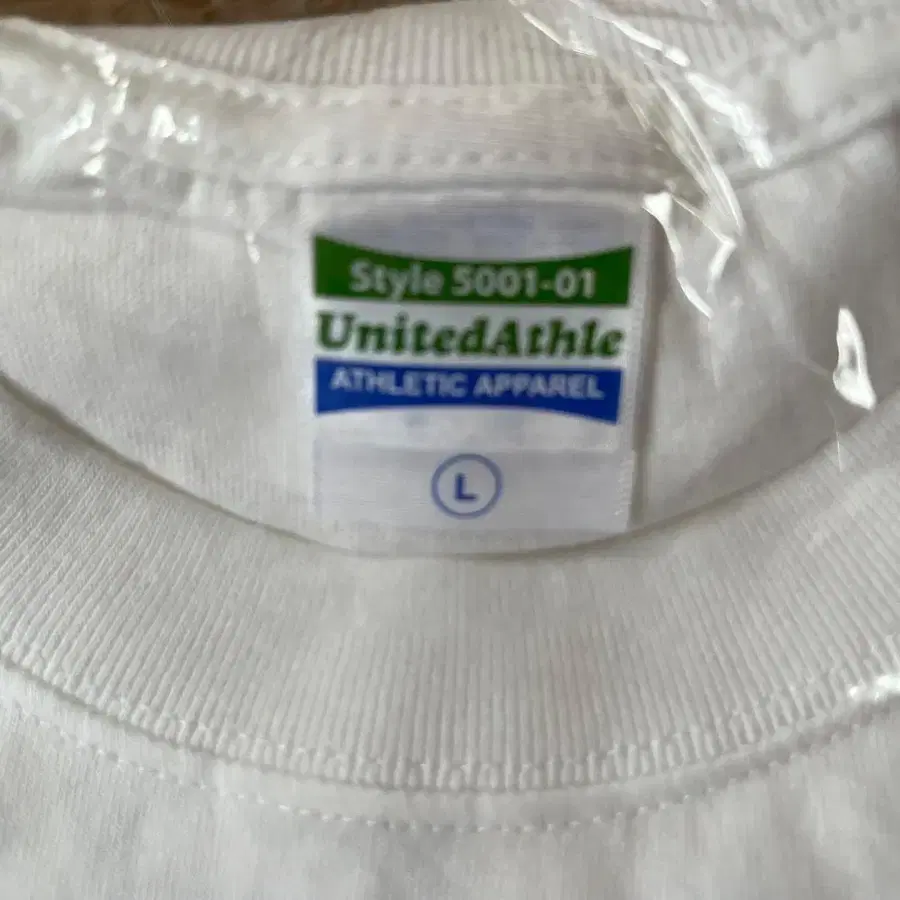 Style 5001-01
UnitedAthle
ATHLETIC APPAREL
L